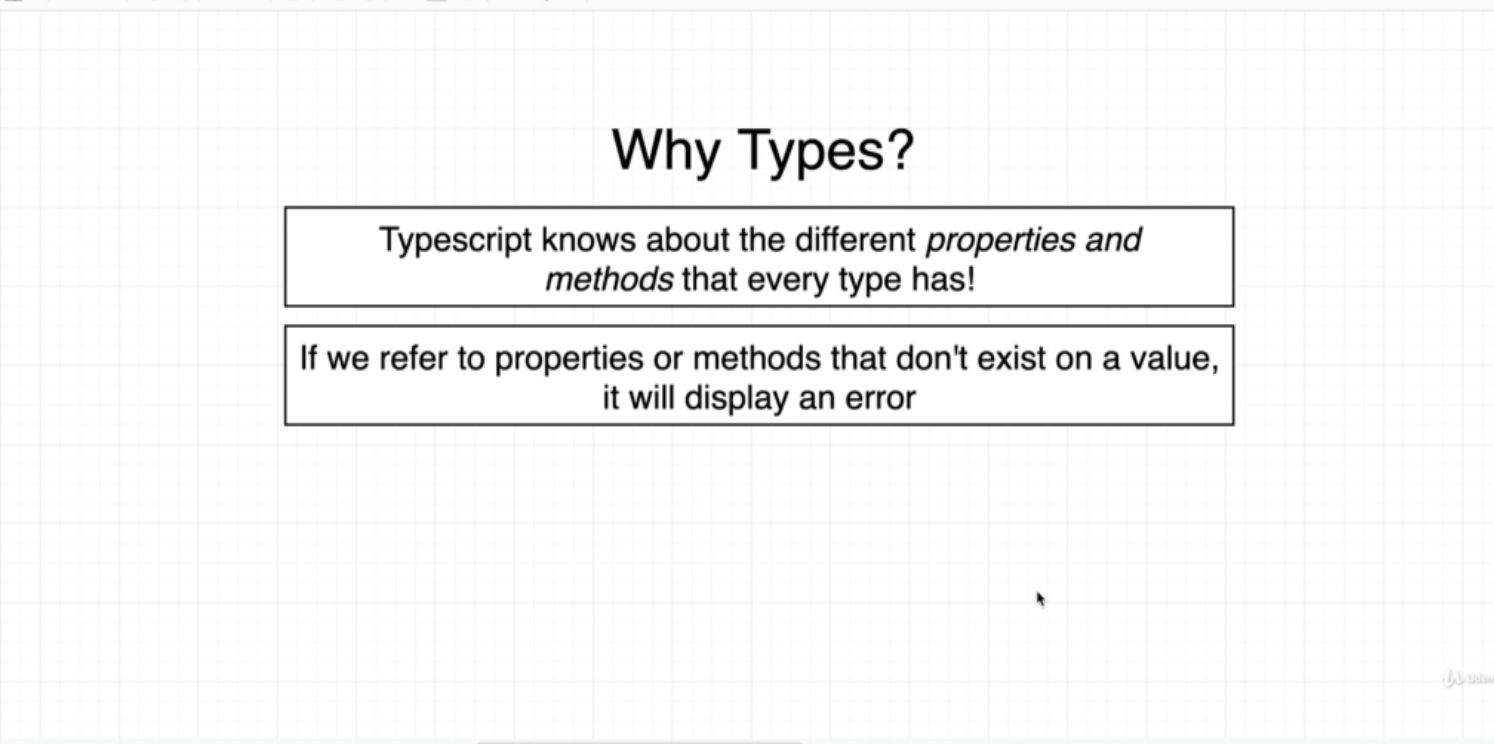 Why Types?
Typescript knows about the different properties and
methods that every type has!
If we refer to properties or methods that don't exist on a value,
it will display an error